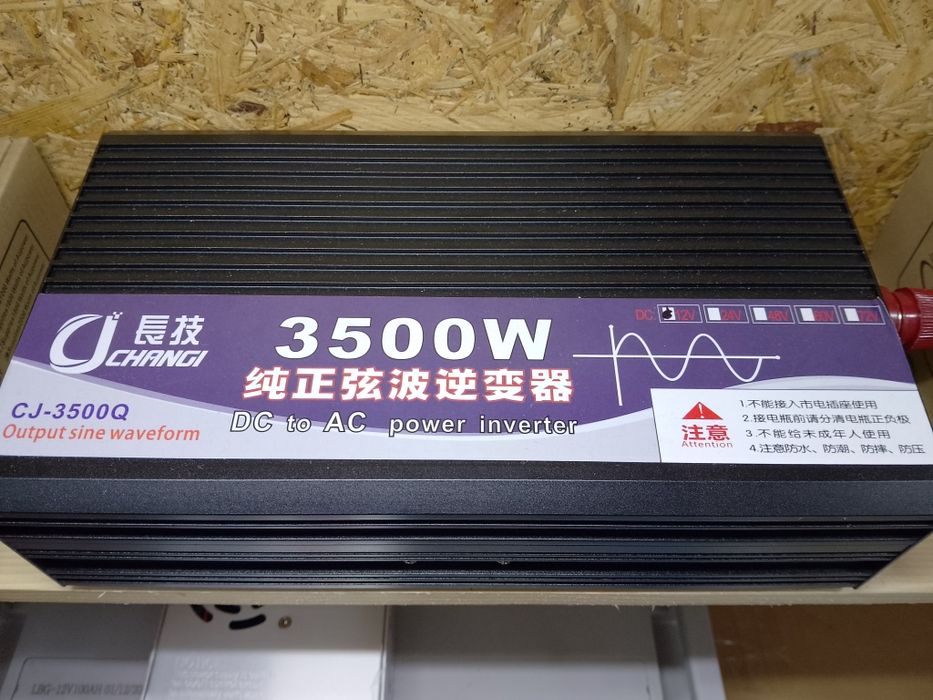 長技
CHANGI
3500W
纯正弦波逆变器
DC to AC power inverter
CJ-3500Q
Output sine waveform
DC: 12V 24V 48V 60V 72V
注意
Attention
1.不能接入市电插座使用
2.接电瓶前请分清电瓶正负极
3.不能给未成年人使用
4.注意防水、防潮、防摔、防压